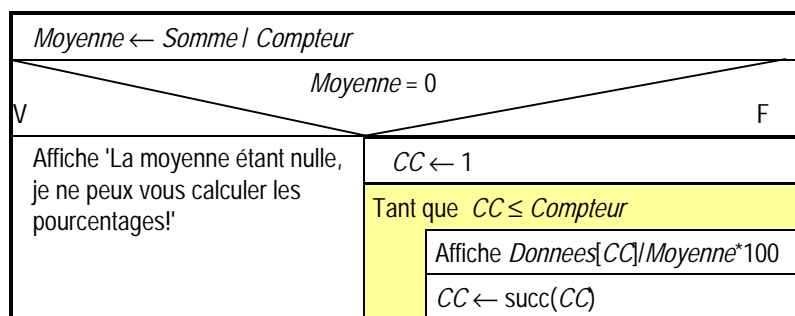 Moyenne ← Somme / Compteur
Moyenne = 0
V
F
Affiche 'La moyenne étant nulle,
je ne peux vous calculer les
pourcentages!'
CC ← 1
Tant que CC ≤ Compteur
Affiche Donnees[CC]/Moyenne*100
CC ← succ(CC)